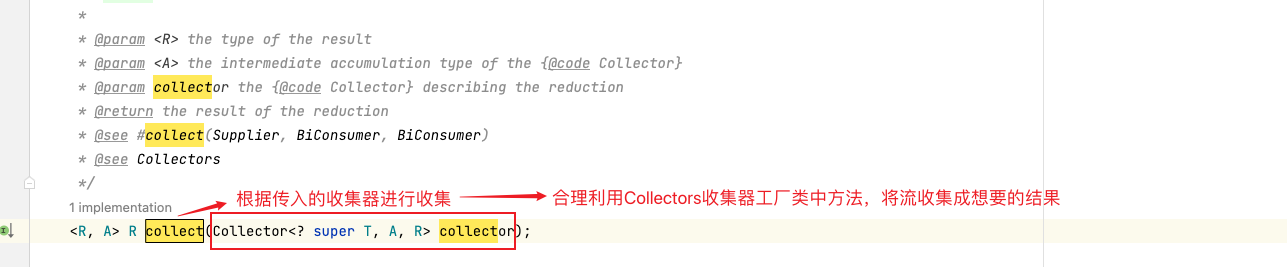 *
* @param <R> the type of the result
* @param <A> the intermediate accumulation type of the {@code Collector}
* @param collector the {@code Collector} describing the reduction
* @return the result of the reduction
* @see #collect(Supplier, BiConsumer, BiConsumer)
* @see Collectors
*/
根据传入的收集器进行收集 合理利用Collectors收集器工厂类中方法，将流收集成想要的结果
1 implementation
<R, A> R collect(Collector<? super T, A, R> collector);